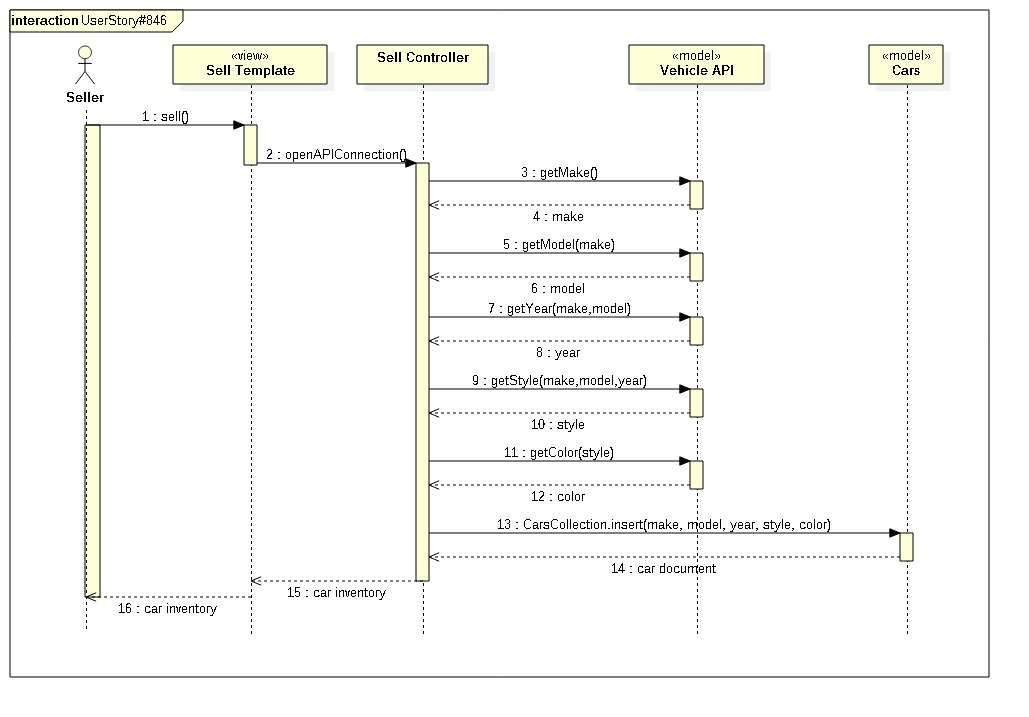 interaction UserStory#846
Seller
«view»
Sell Template
Sell Controller
«model»
Vehicle API
«model»
Cars
1 : sell()
2 : openAPIConnection()
3 : getMake()
4 : make
5 : getModel(make)
6 : model
7 : getYear(make,model)
8 : year
9 : getStyle(make,model,year)
10 : style
11 : getColor(style)
12 : color
13 : CarsCollection.insert(make, model, year, style, color)
14 : car document
15 : car inventory
16 : car inventory